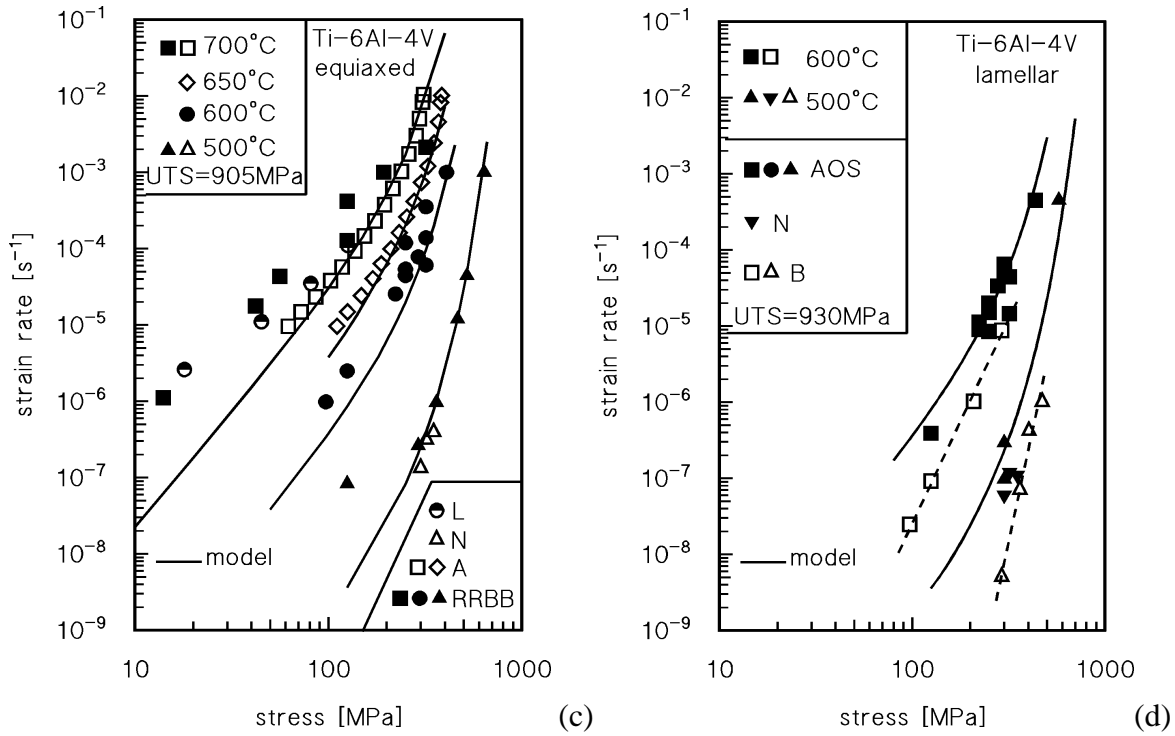 10⁻¹
10⁻²
10⁻³
10⁻⁴
10⁻⁵
10⁻⁶
10⁻⁷
10⁻⁸
10⁻⁹
strain rate [s⁻¹]
700°C
650°C
600°C
500°C
UTS=905MPa
Ti-6Al-4V
equiaxed
L
N
A
RRBB
model
10 100 1000
stress [MPa]
(c)
10⁻¹
10⁻²
10⁻³
10⁻⁴
10⁻⁵
10⁻⁶
10⁻⁷
10⁻⁸
10⁻⁹
strain rate [s⁻¹]
600°C
500°C
AOS
N
B
UTS=930MPa
Ti-6Al-4V
lamellar
model
10 100 1000
stress [MPa]
(d)